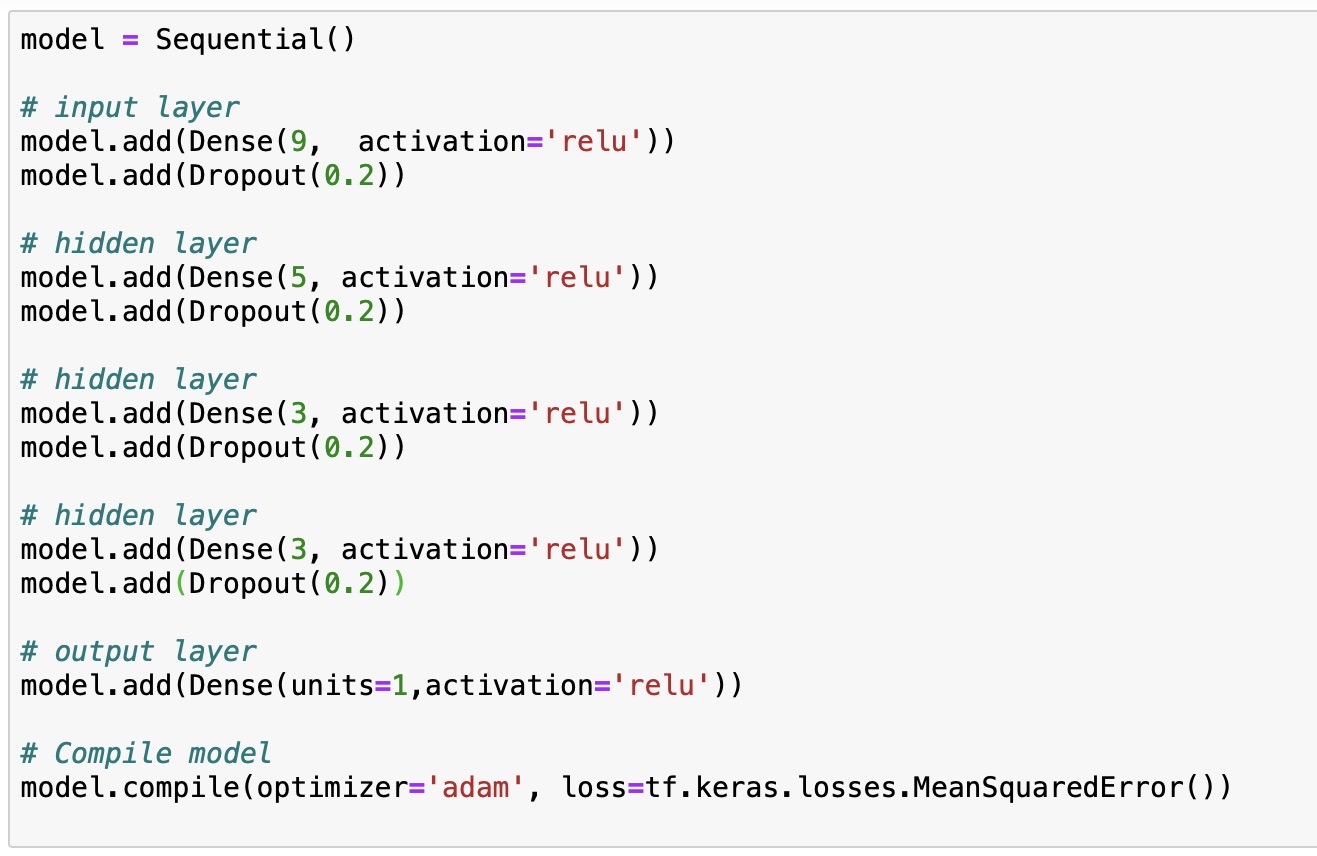 model = Sequential()
# input layer
model.add(Dense(9,  activation='relu'))
model.add(Dropout(0.2))
# hidden layer
model.add(Dense(5, activation='relu'))
model.add(Dropout(0.2))
# hidden layer
model.add(Dense(3, activation='relu'))
model.add(Dropout(0.2))
# hidden layer
model.add(Dense(3, activation='relu'))
model.add(Dropout(0.2))
# output layer
model.add(Dense(units=1,activation='relu'))
# Compile model
model.compile(optimizer='adam', loss=tf.keras.losses.MeanSquaredError())